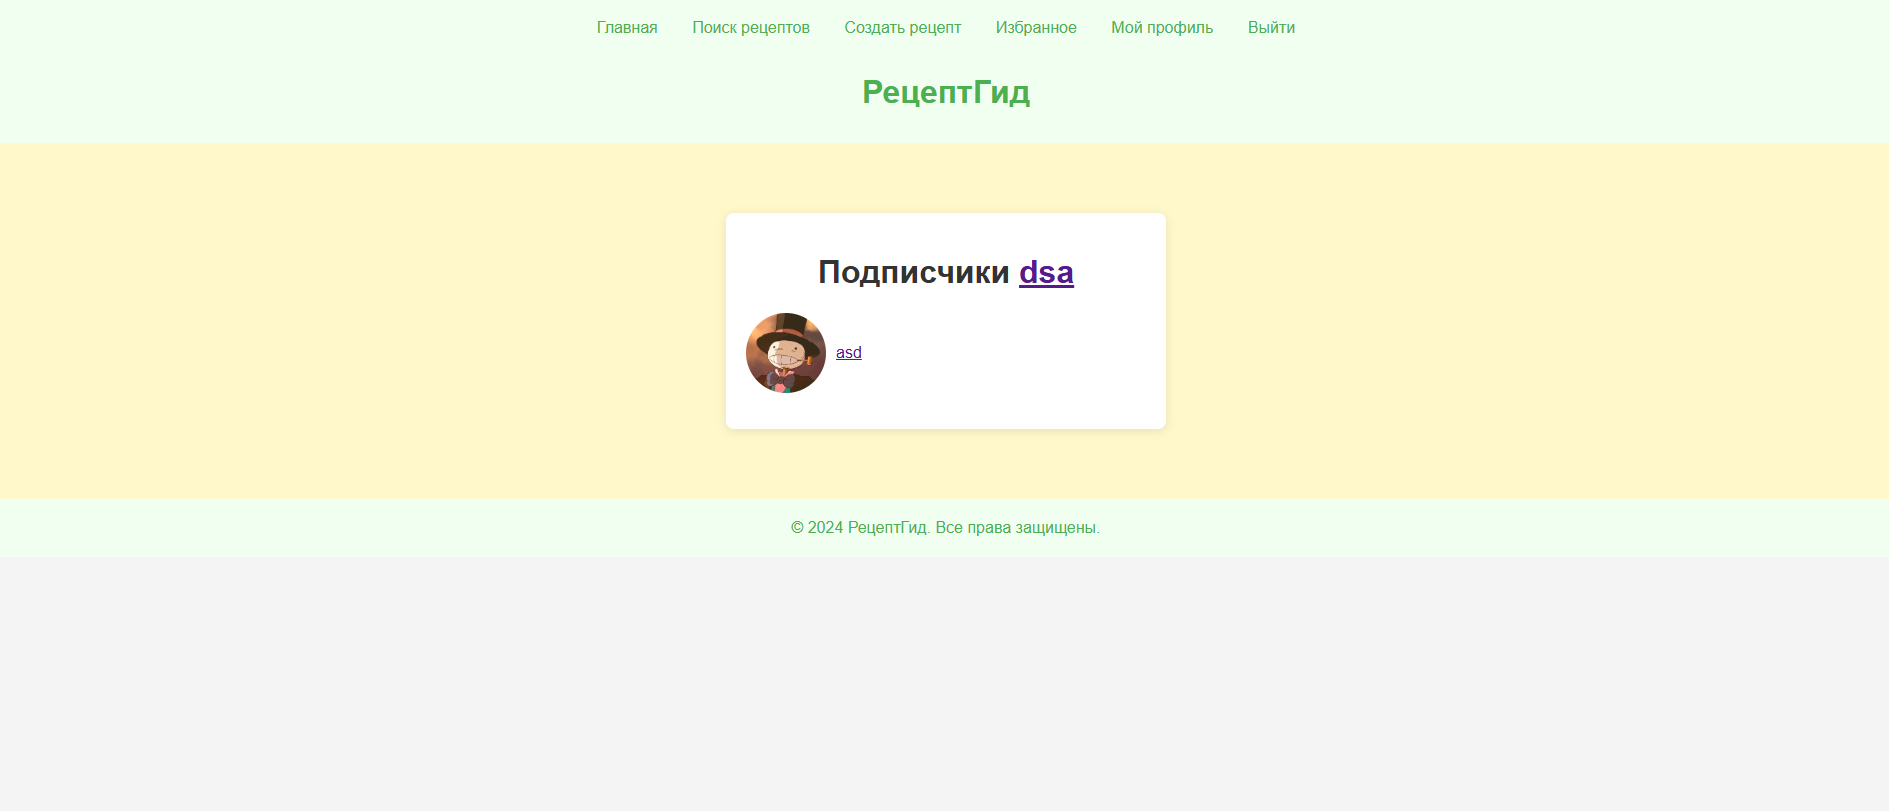 Главная Поиск рецептов Создать рецепт Избранное Мой профиль Выйти
РецептГид
Подписчики dsa
asd
© 2024 РецептГид. Все права защищены.